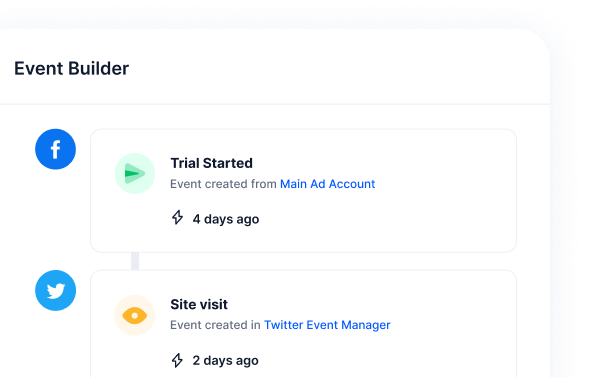 Event Builder
Trial Started
Event created from Main Ad Account
4 days ago
Site visit
Event created in Twitter Event Manager
2 days ago